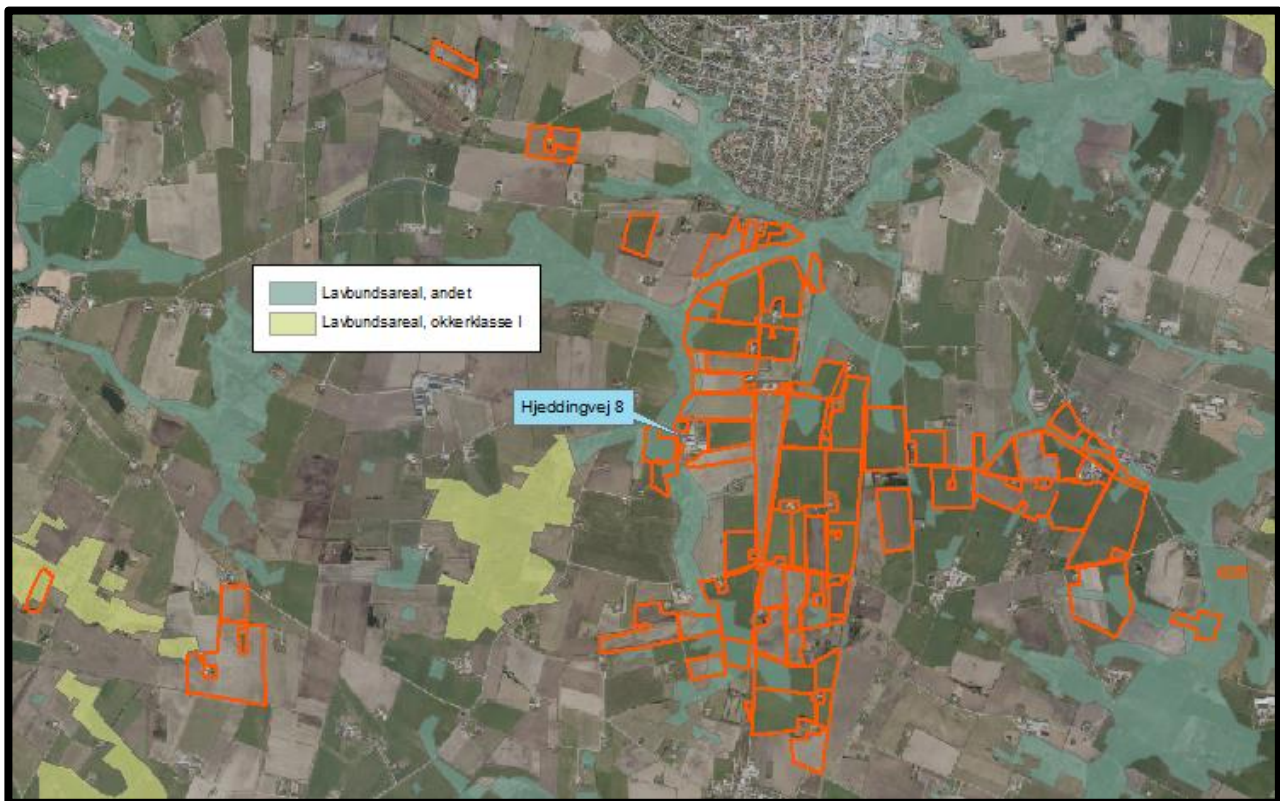 Lavbundsareal, andet
Lavbundsareal, okkerklasse I
Hjeddingvej 8